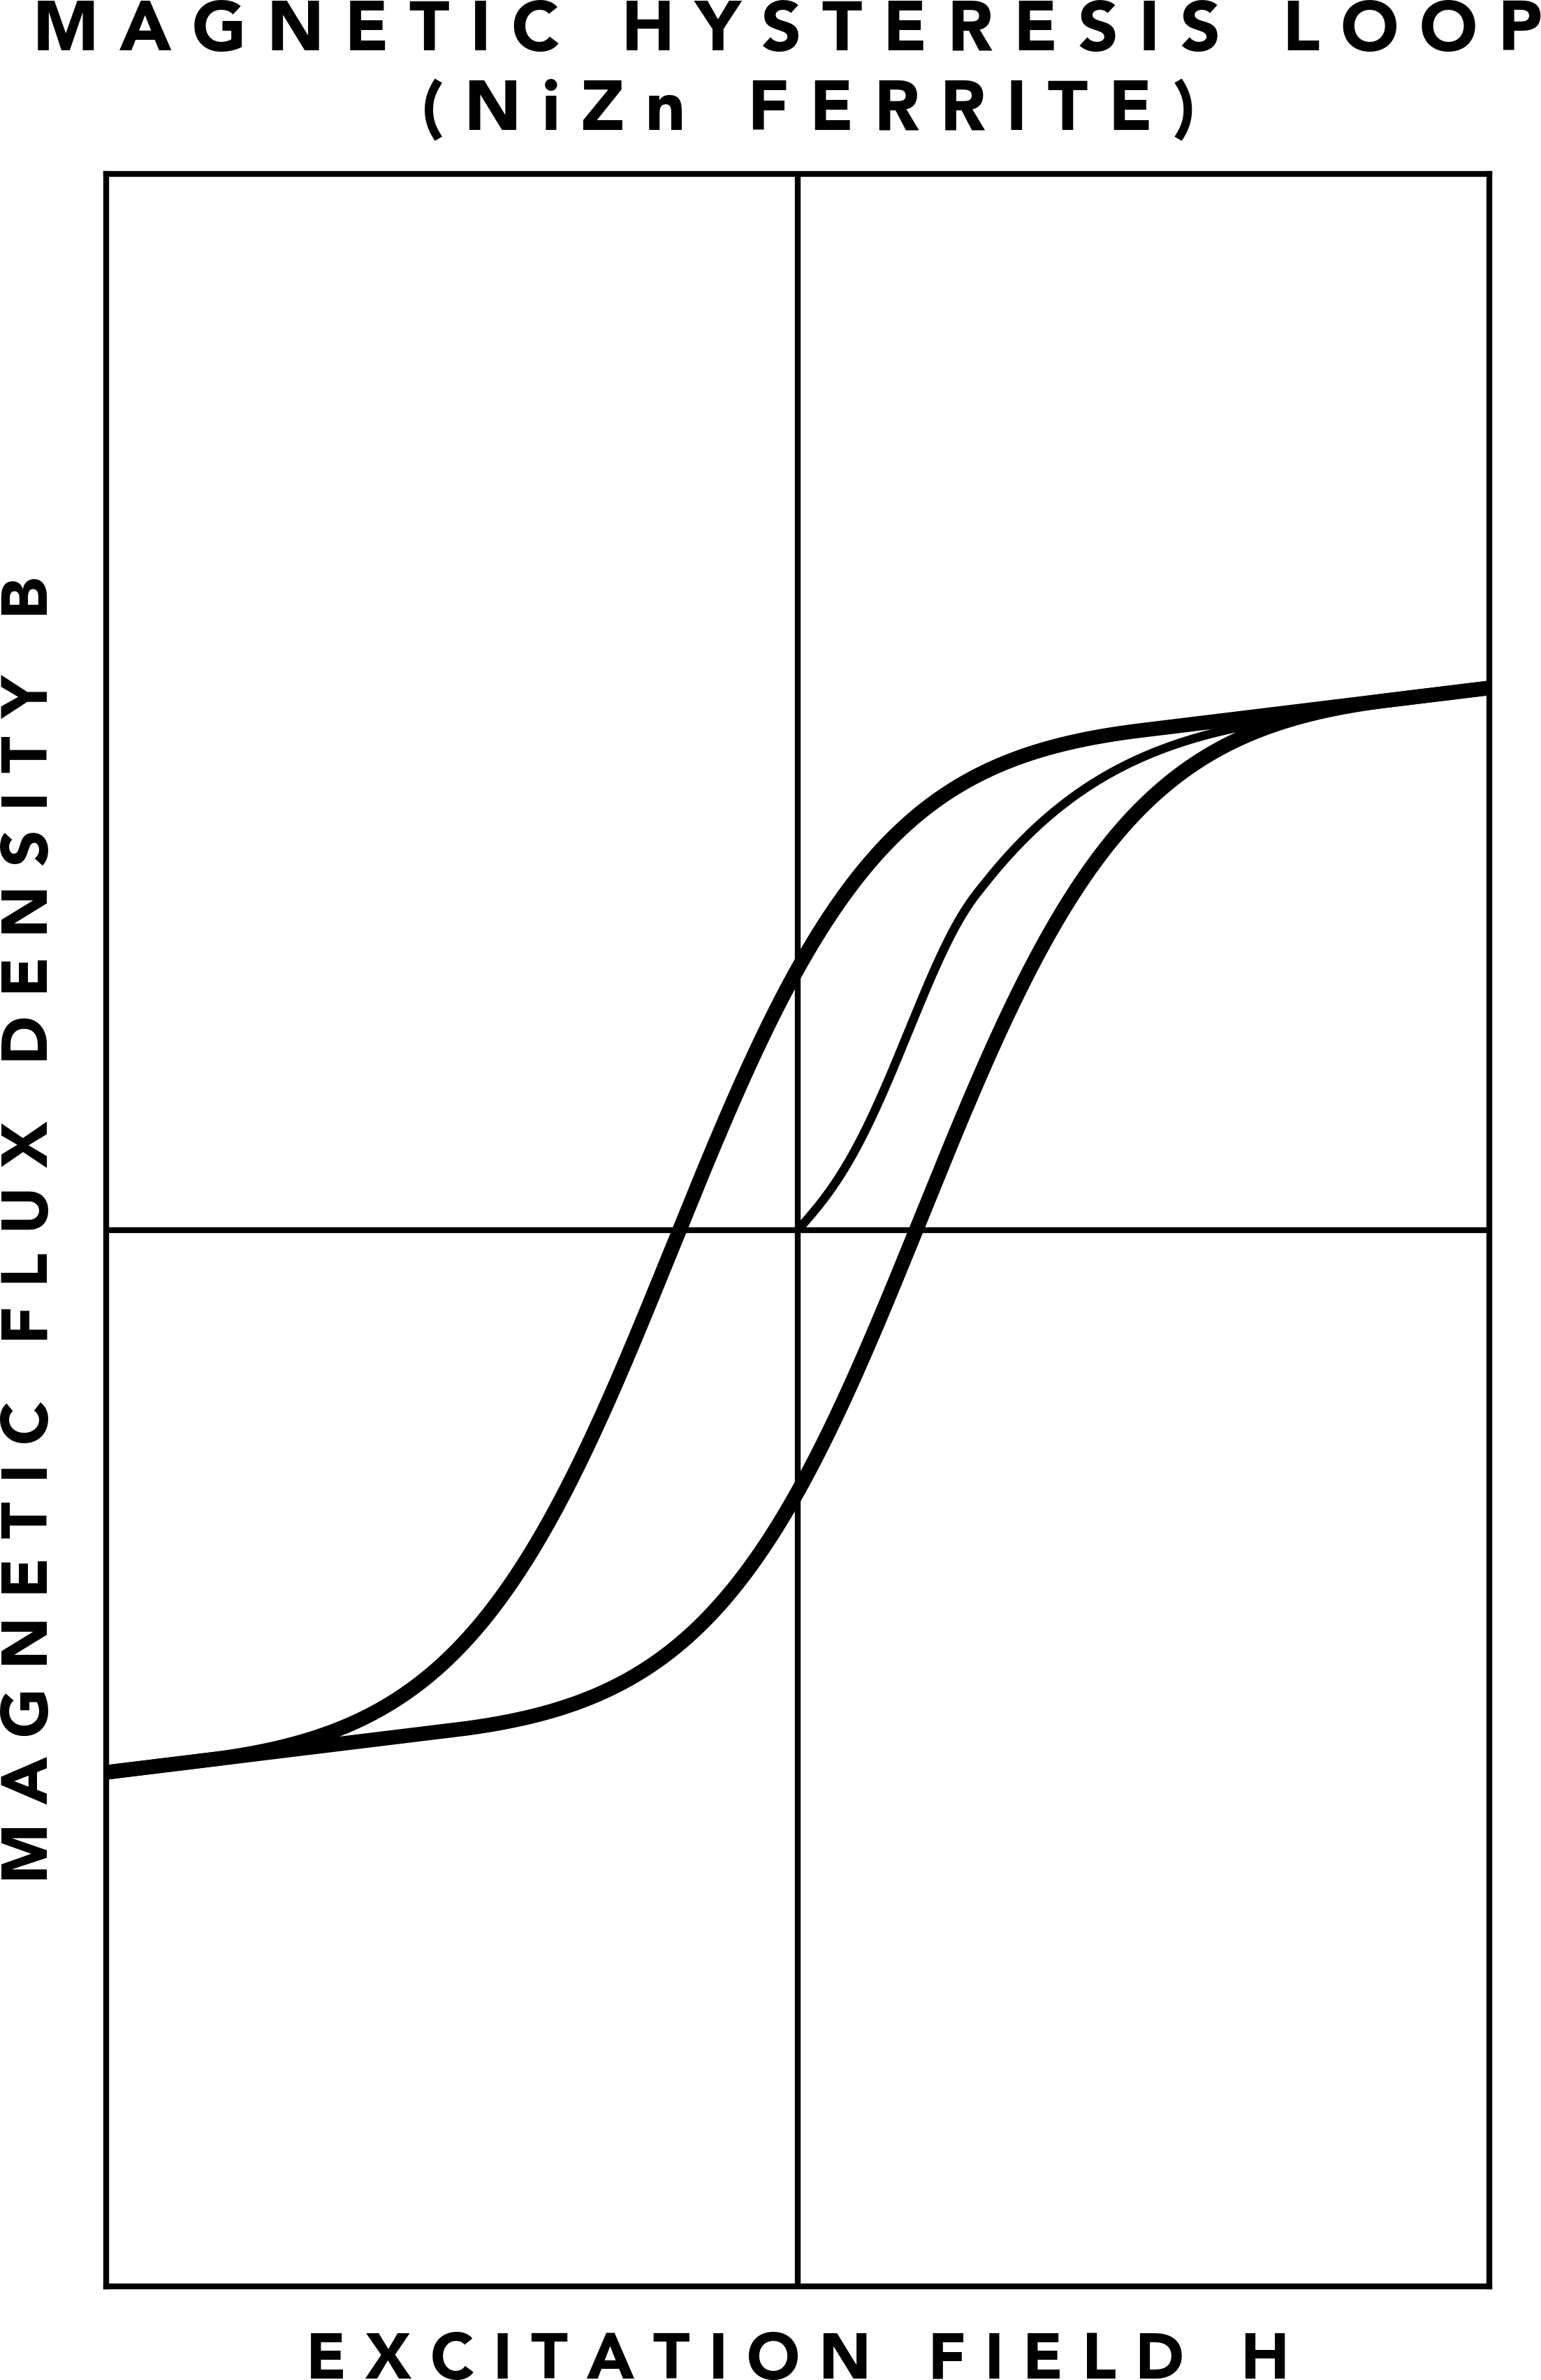 MAGNETIC HYSTERESIS LOOP
(NiZn FERRITE)
MAGNETIC FLUX DENSITY B
EXCITATION FIELD H